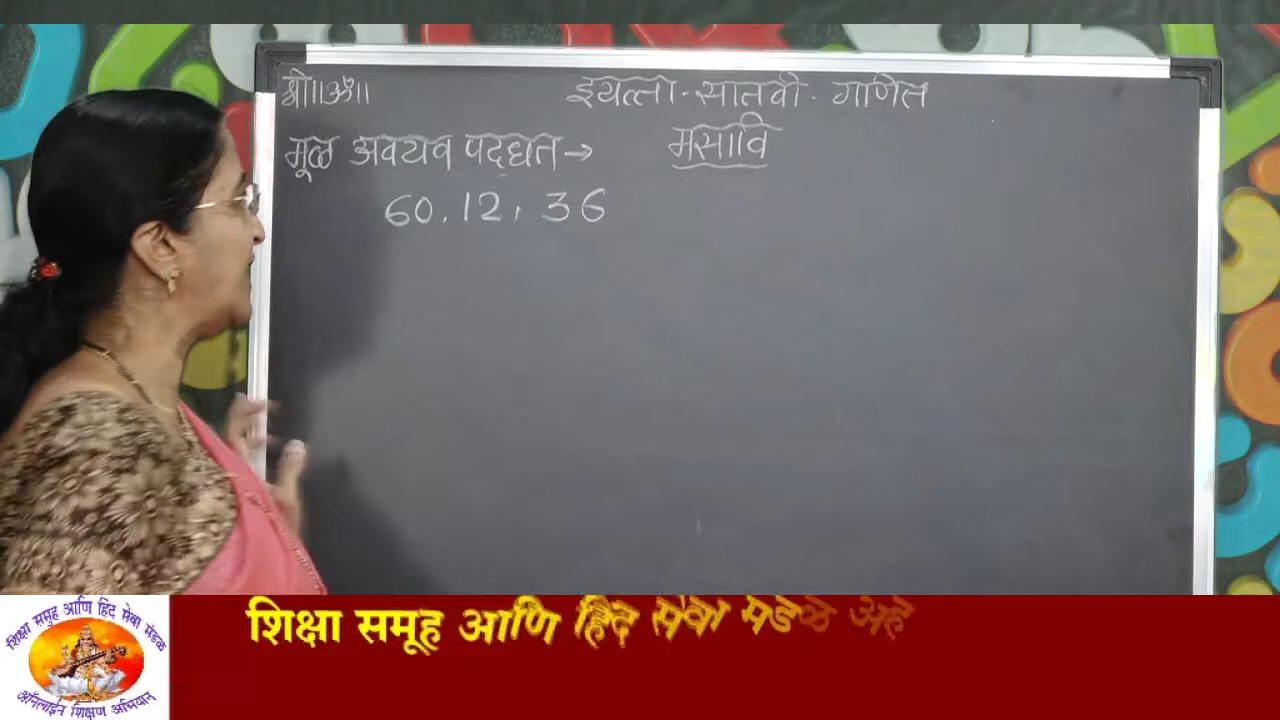 श्री॥ॐ॥
इयत्ता - सातवी - गणित
मूळ अवयव पद्धत→ मसावि
60, 12, 36
शिक्षा समूह आणि हिंद सेवा मंडळ अह
शिक्षा समुह आणि हिंद सेवा मंडळ
ऑनलाईन शिक्षण अभियान